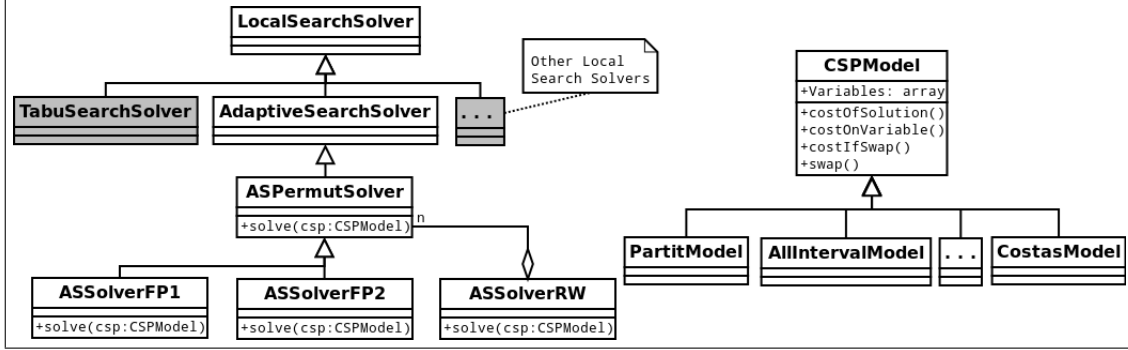 LocalSearchSolver
Other Local
Search Solvers
TabuSearchSolver
AdaptiveSearchSolver
...
ASPermutSolver
+solve(csp:CSPModel)
n
ASSolverFP1
+solve(csp:CSPModel)
ASSolverFP2
+solve(csp:CSPModel)
ASSolverRW
+solve(csp:CSPModel)
CSPModel
+Variables: array
+costOfSolution()
+costOnVariable()
+costIfSwap()
+swap()
PartitModel
AllIntervalModel
...
CostasModel